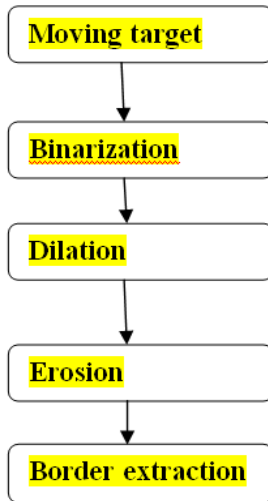 Moving target
Binarization
Dilation
Erosion
Border extraction